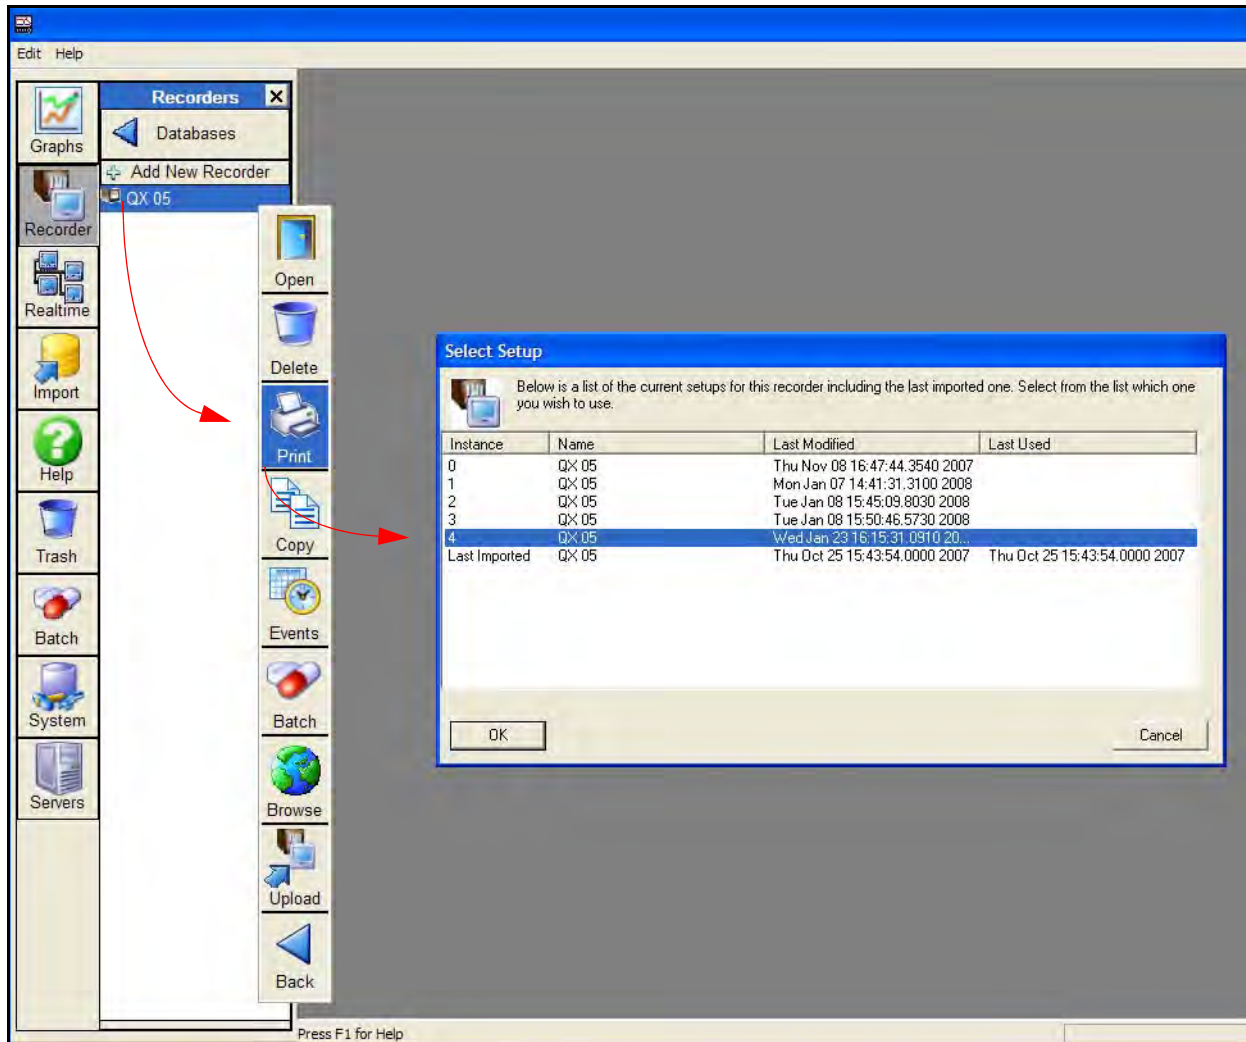 Edit Help
Graphs
Recorder
Realtime
Import
Help
Trash
Batch
System
Servers
Recorders
Databases
Add New Recorder
QX 05
Open
Delete
Print
Copy
Events
Batch
Browse
Upload
Back
Select Setup
Below is a list of the current setups for this recorder including the last imported one. Select from the list which one
you wish to use.
Instance Name Last Modified Last Used
0 QX 05 Thu Nov 08 16:47:44.3540 2007
1 QX 05 Mon Jan 07 14:41:31.3100 2008
2 QX 05 Tue Jan 08 15:45:09.8030 2008
3 QX 05 Tue Jan 08 15:50:46.5730 2008
4 QX 05 Wed Jan 23 16:15:31.0910 20...
Last Imported QX 05 Thu Oct 25 15:43:54.0000 2007 Thu Oct 25 15:43:54.0000 2007
OK Cancel
Press F1 for Help